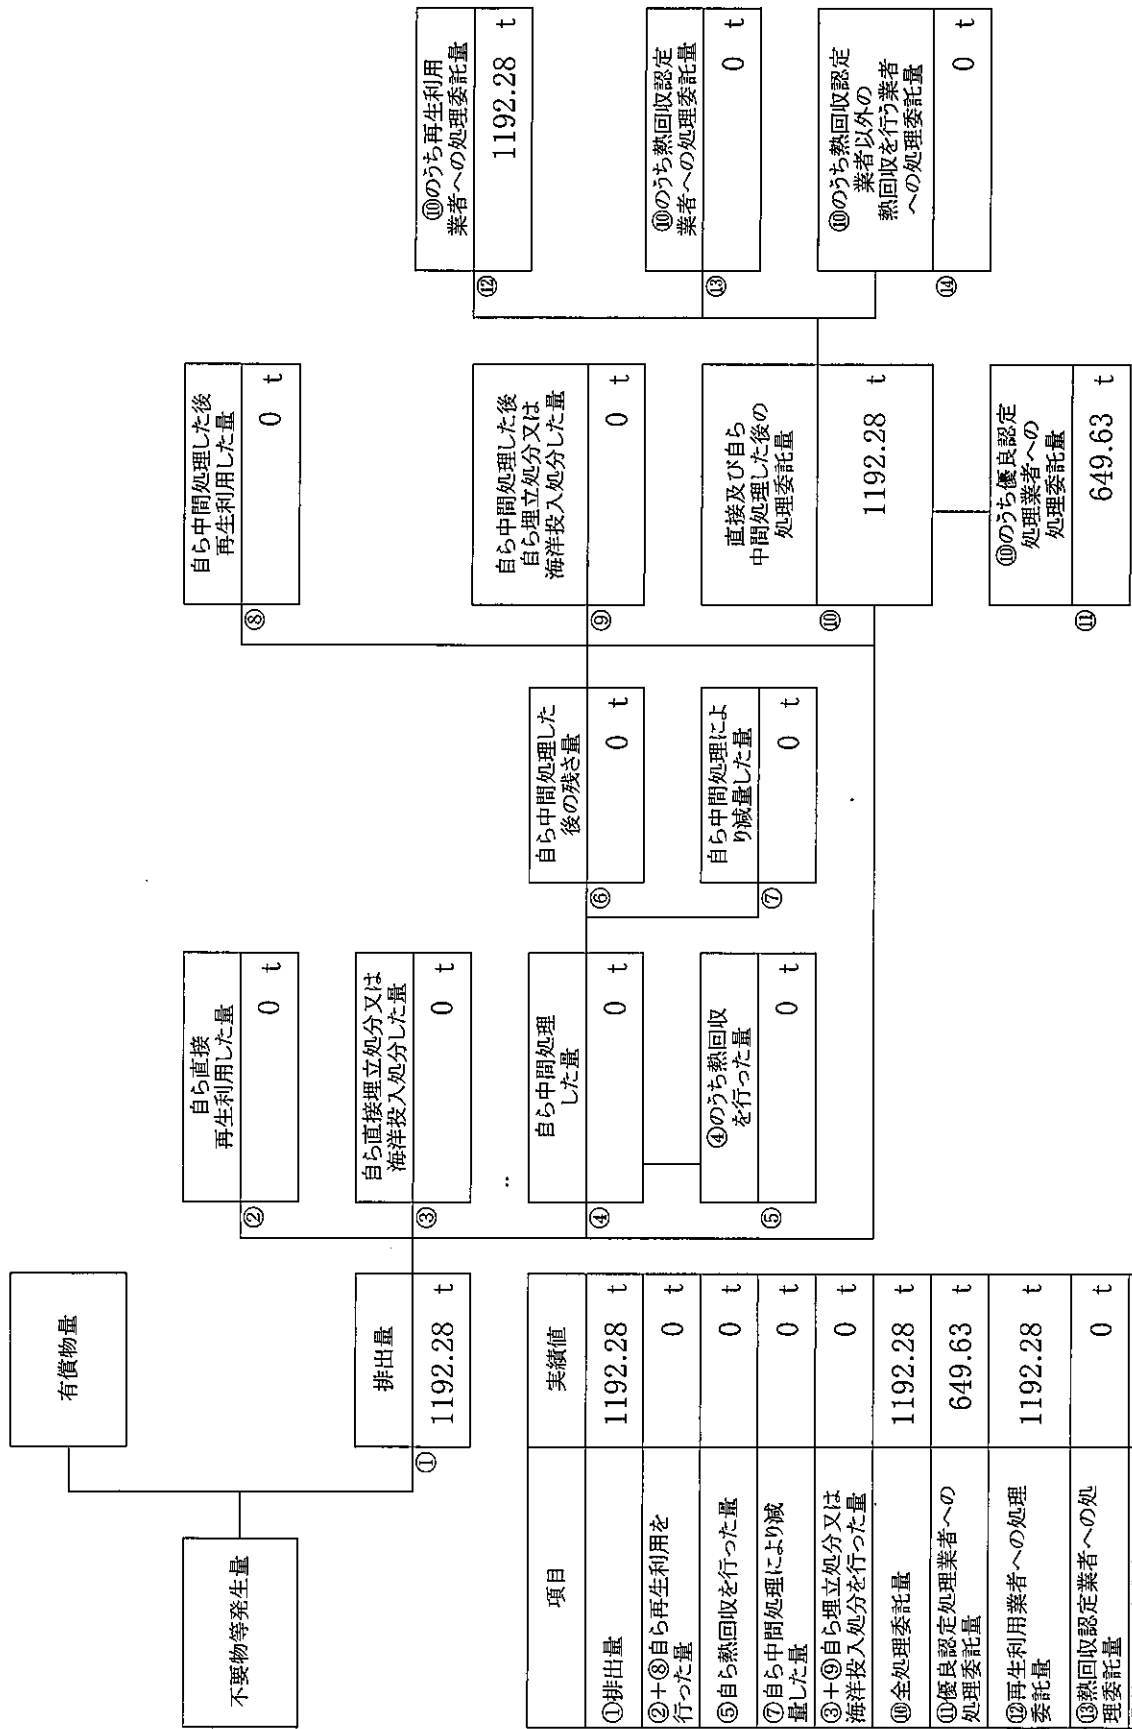 不要物等発生量
有償物量
排出量
①
1192.28 t
自ら直接
再生利用した量
②
0 t
自ら直接埋立処分又は
海洋投入処分した量
③
0 t
自ら中間処理
した量
④
0 t
④のうち熱回収
を行った量
⑤
0 t
自ら中間処理した
後の残さ量
⑥
0 t
自ら中間処理によ
り減量した量
⑦
0 t
自ら中間処理した後
再生利用した量
⑧
0 t
自ら中間処理した後
自ら埋立処分又は
海洋投入処分した量
⑨
0 t
直接及び自ら
中間処理した後の
処理委託量
⑩
1192.28 t
⑩のうち優良認定
処理業者への
処理委託量
⑪
649.63 t
⑩のうち再生利用
業者への処理委託量
⑫
1192.28 t
⑩のうち熱回収認定
業者への処理委託量
⑬
0 t
⑩のうち熱回収認定
業者以外の
熱回収を行う業者
への処理委託量
⑭
0 t
項目 実績値
①排出量 1192.28 t
②+⑧自ら再生利用を
行った量 0 t
⑤自ら熱回収を行った量 0 t
⑦自ら中間処理により減
量した量 0 t
③+⑨自ら埋立処分又は
海洋投入処分を行った量 0 t
⑩全処理委託量 1192.28 t
⑪優良認定処理業者への
処理委託量 649.63 t
⑫再生利用業者への処理
委託量 1192.28 t
⑬熱回収認定業者への処
理委託量 0 t